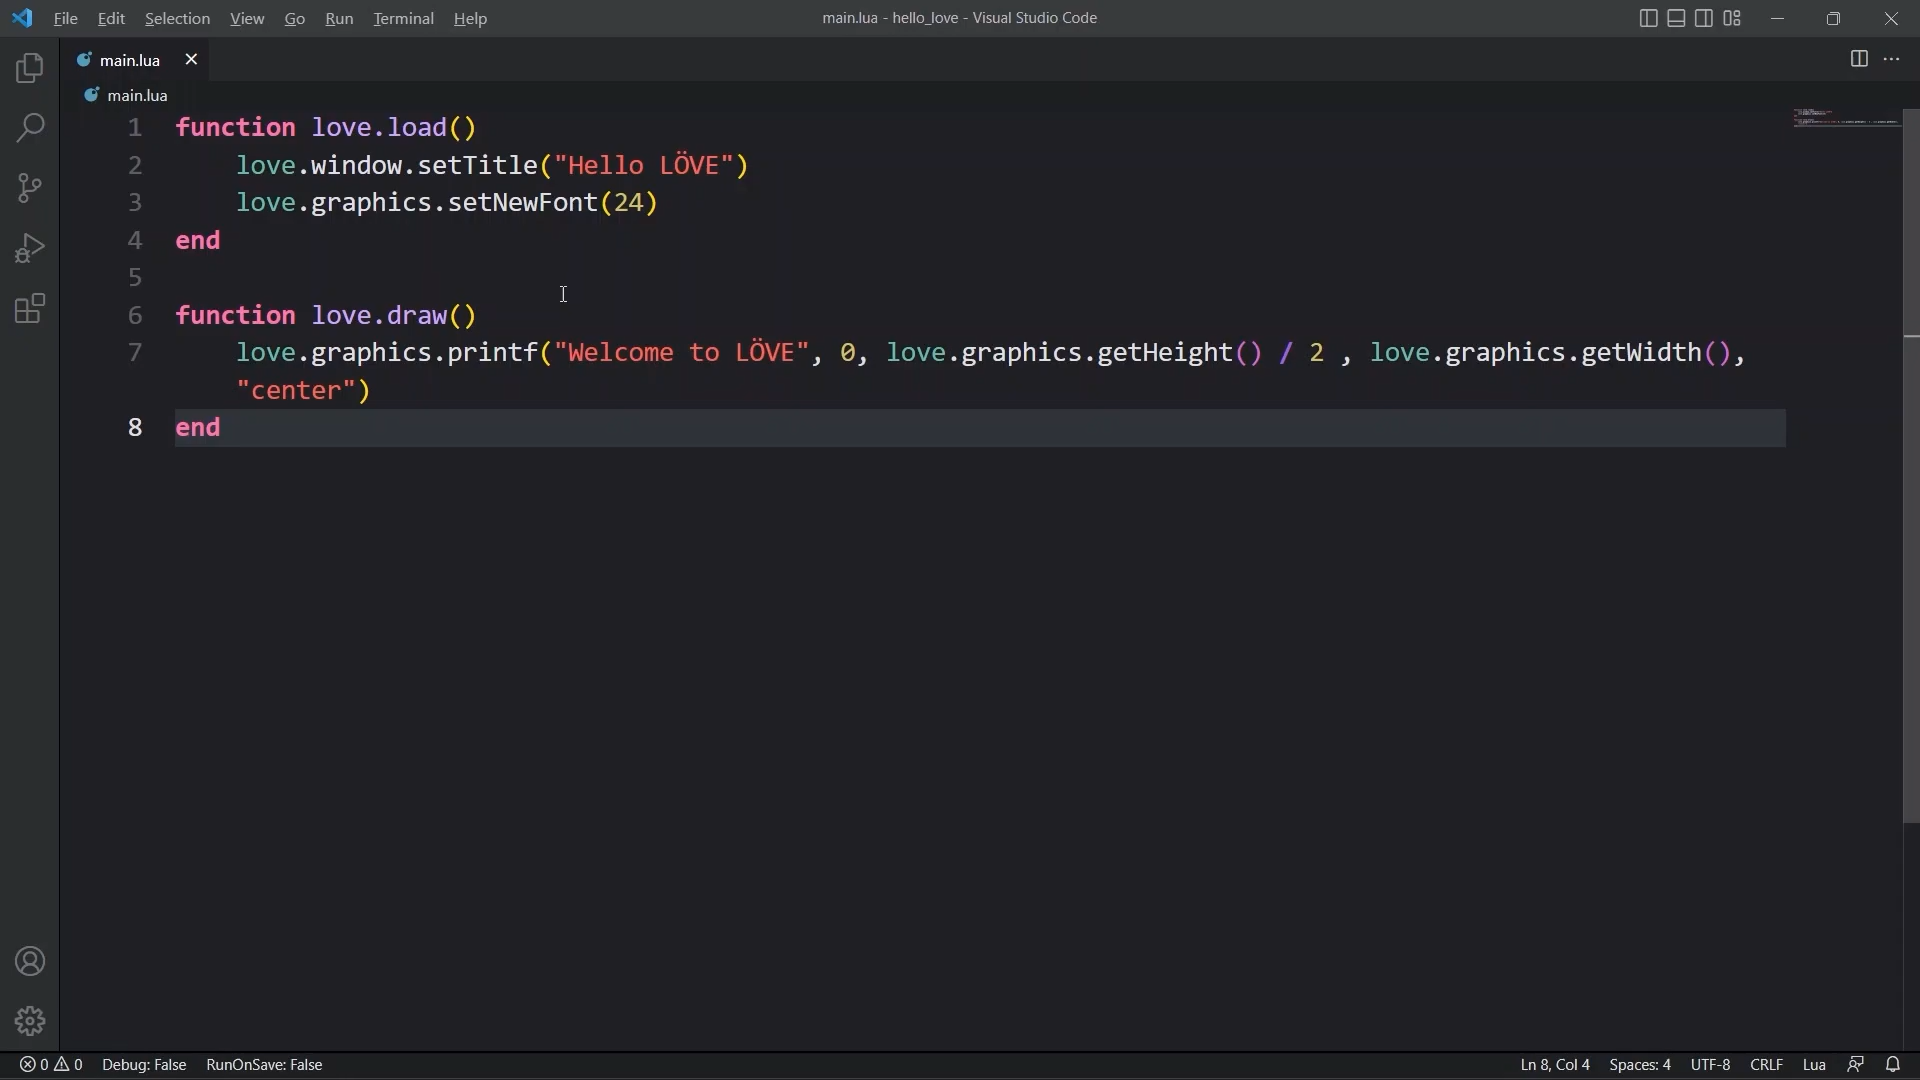 File Edit Selection View Go Run Terminal Help main.lua - hello_love - Visual Studio Code
main.lua
main.lua
1 function love.load()
2     love.window.setTitle("Hello LÖVE")
3     love.graphics.setNewFont(24)
4 end
5
6 function love.draw()
7     love.graphics.printf("Welcome to LÖVE", 0, love.graphics.getHeight() / 2 , love.graphics.getWidth(),
"center")
8 end
0 0 Debug: False RunOnSave: False Ln 8, Col 4 Spaces: 4 UTF-8 CRLF Lua